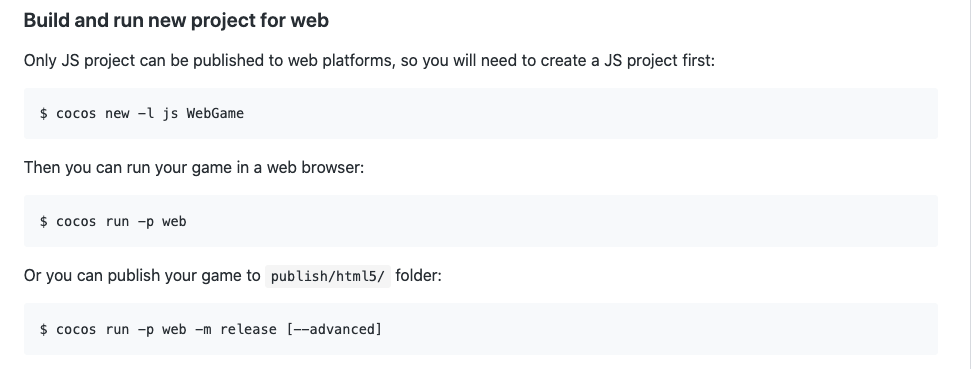 Build and run new project for web
Only JS project can be published to web platforms, so you will need to create a JS project first:
$ cocos new -l js WebGame
Then you can run your game in a web browser:
$ cocos run -p web
Or you can publish your game to publish/html5/ folder:
$ cocos run -p web -m release [--advanced]